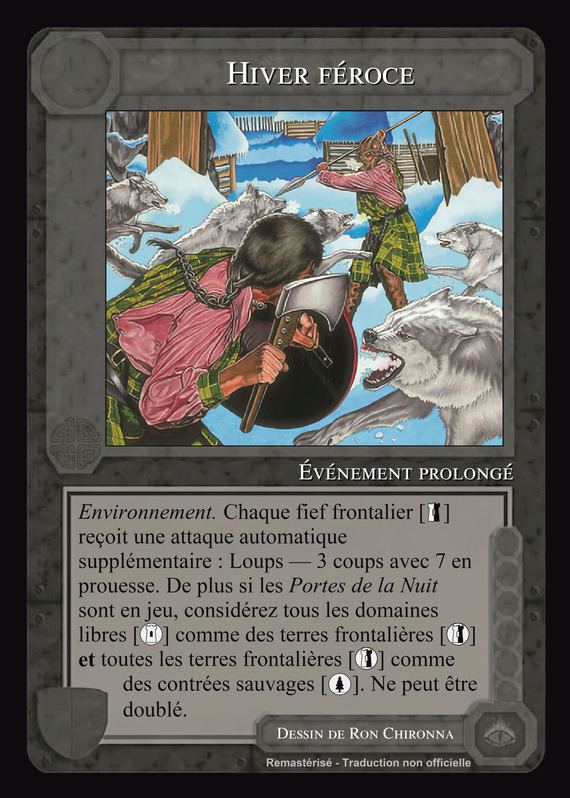 Hiver féroce
Événement prolongé
Environnement. Chaque fief frontalier [ ]
reçoit une attaque automatique
supplémentaire : Loups — 3 coups avec 7 en
prouesse. De plus si les Portes de la Nuit
sont en jeu, considérez tous les domaines
libres [ ] comme des terres frontalières [ ]
et toutes les terres frontalières [ ] comme
des contrées sauvages [ ]. Ne peut être
doublé.
Dessin de Ron Chironna
Remastérisé - Traduction non officielle